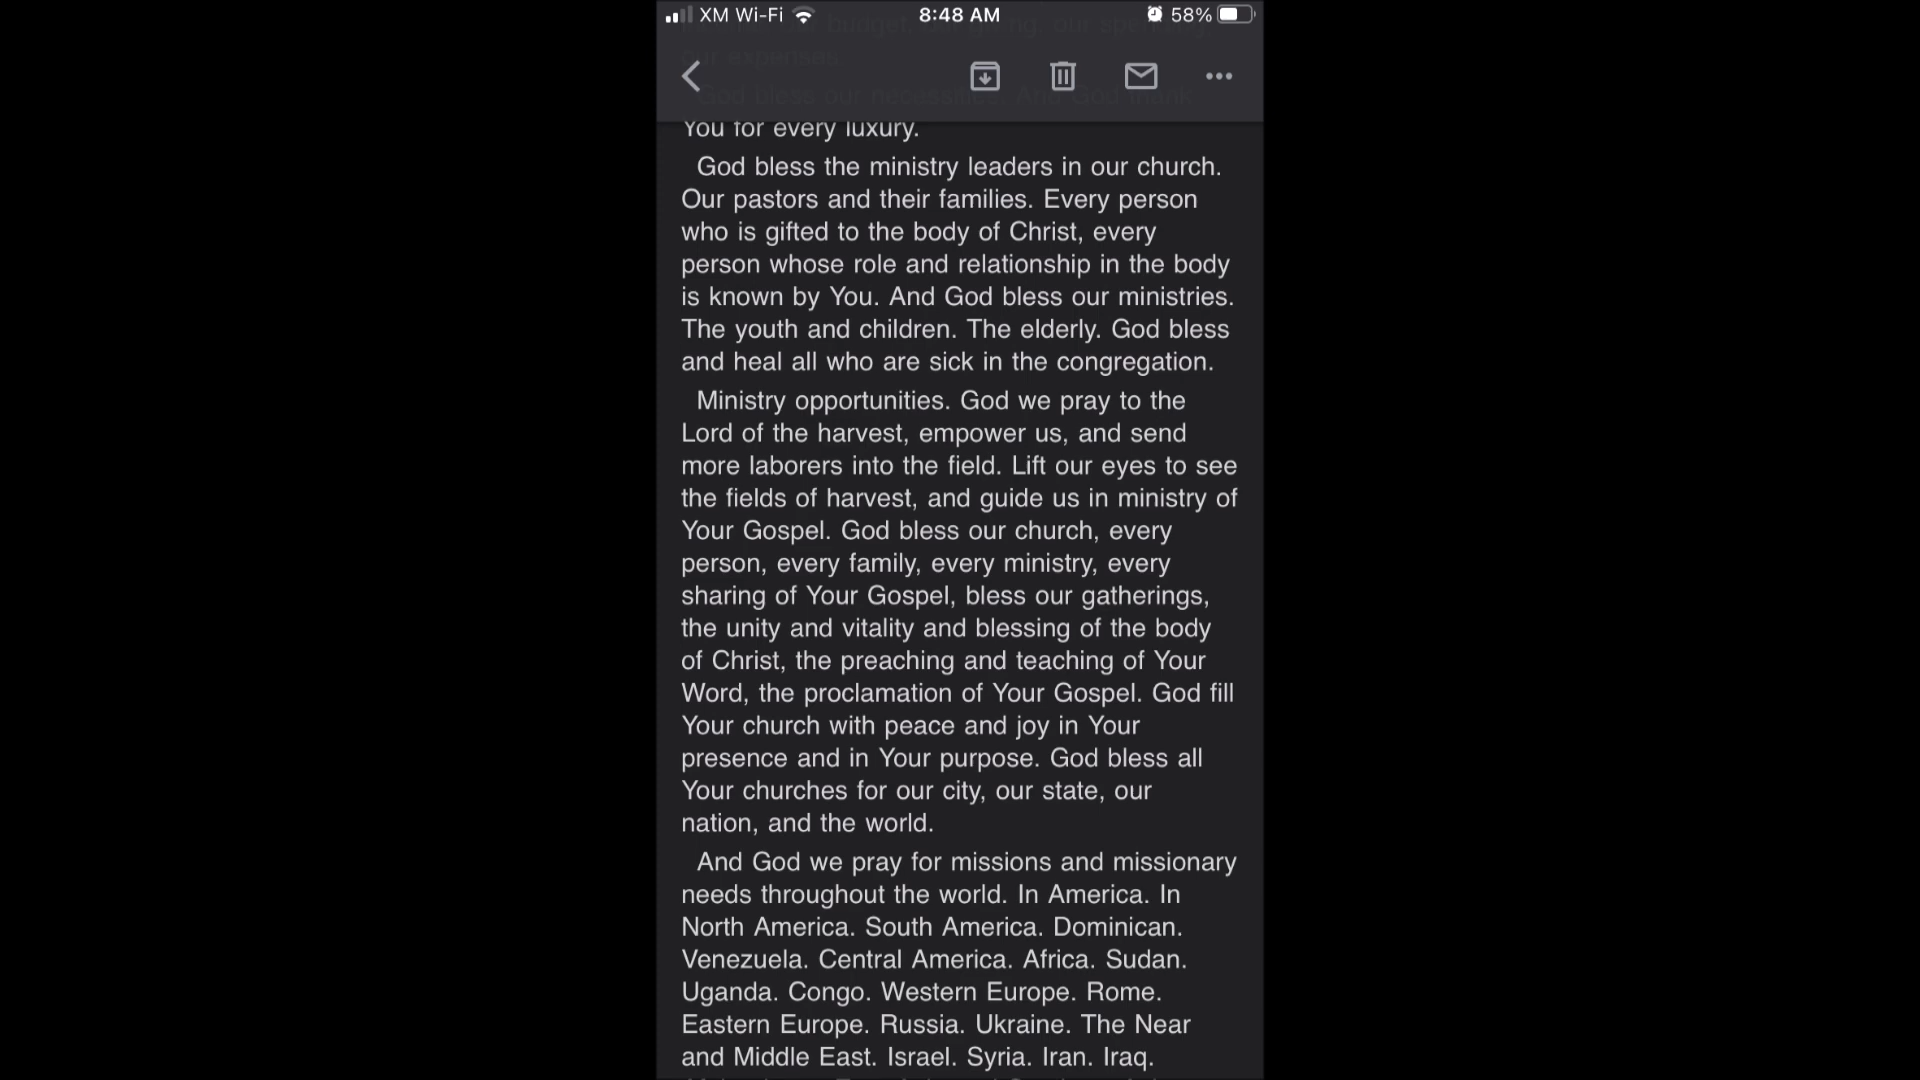 XM Wi-Fi 8:48 AM 58%
You for every luxury.
God bless the ministry leaders in our church.
Our pastors and their families. Every person
who is gifted to the body of Christ, every
person whose role and relationship in the body
is known by You. And God bless our ministries.
The youth and children. The elderly. God bless
and heal all who are sick in the congregation.
Ministry opportunities. God we pray to the
Lord of the harvest, empower us, and send
more laborers into the field. Lift our eyes to see
the fields of harvest, and guide us in ministry of
Your Gospel. God bless our church, every
person, every family, every ministry, every
sharing of Your Gospel, bless our gatherings,
the unity and vitality and blessing of the body
of Christ, the preaching and teaching of Your
Word, the proclamation of Your Gospel. God fill
Your church with peace and joy in Your
presence and in Your purpose. God bless all
Your churches for our city, our state, our
nation, and the world.
And God we pray for missions and missionary
needs throughout the world. In America. In
North America. South America. Dominican.
Venezuela. Central America. Africa. Sudan.
Uganda. Congo. Western Europe. Rome.
Eastern Europe. Russia. Ukraine. The Near
and Middle East. Israel. Syria. Iran. Iraq.